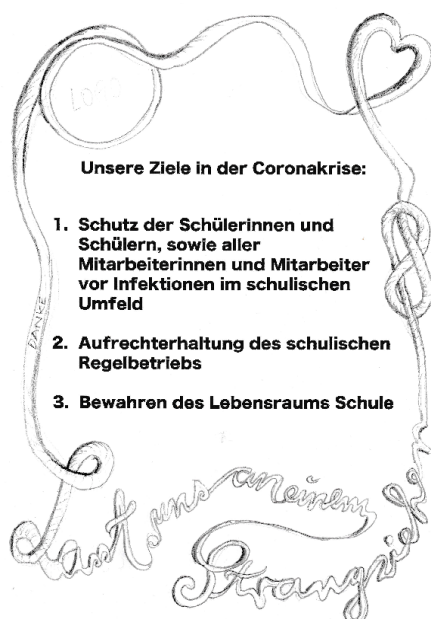 LOGO
Unsere Ziele in der Coronakrise:
1. Schutz der Schülerinnen und
Schülern, sowie aller
Mitarbeiterinnen und Mitarbeiter
vor Infektionen im schulischen
Umfeld
DANKE
2. Aufrechterhaltung des schulischen
Regelbetriebs
3. Bewahren des Lebensraums Schule
Lasst uns an einem
Strang ziehen